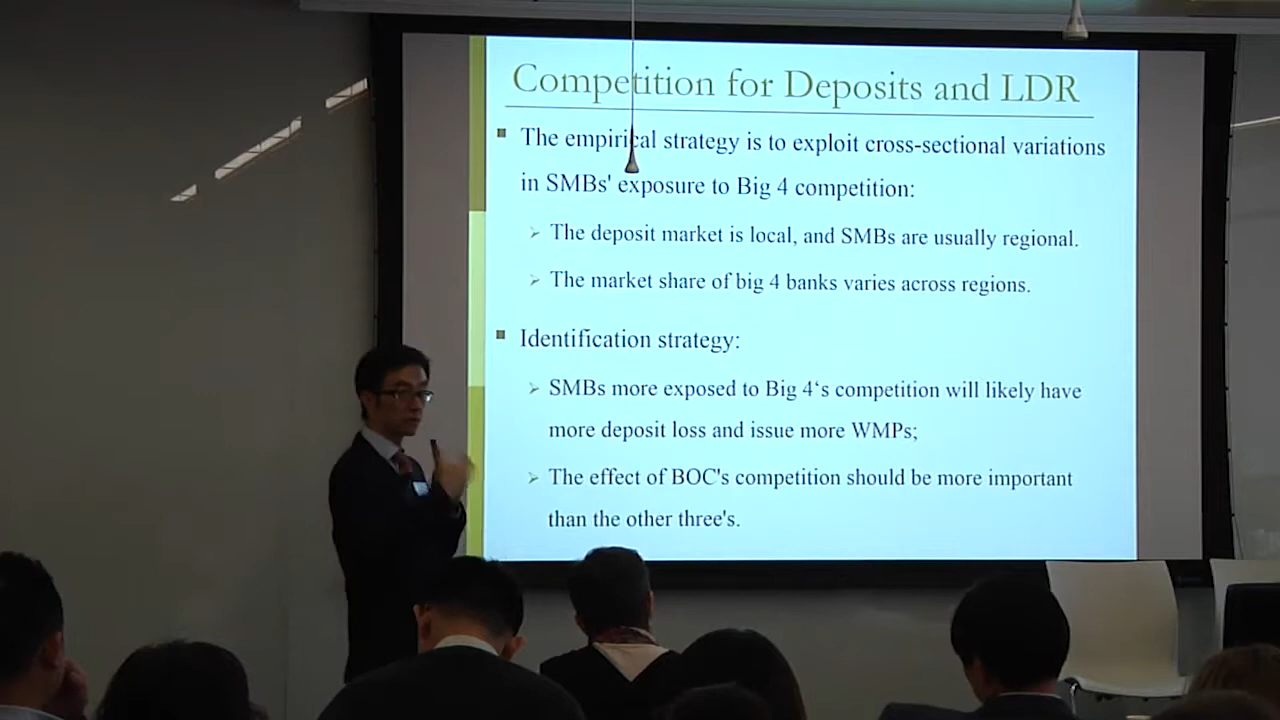 Competition for Deposits and LDR
The empirical strategy is to exploit cross-sectional variations
in SMBs' exposure to Big 4 competition:
The deposit market is local, and SMBs are usually regional.
The market share of big 4 banks varies across regions.
Identification strategy:
SMBs more exposed to Big 4‘s competition will likely have
more deposit loss and issue more WMPs;
The effect of BOC's competition should be more important
than the other three's.